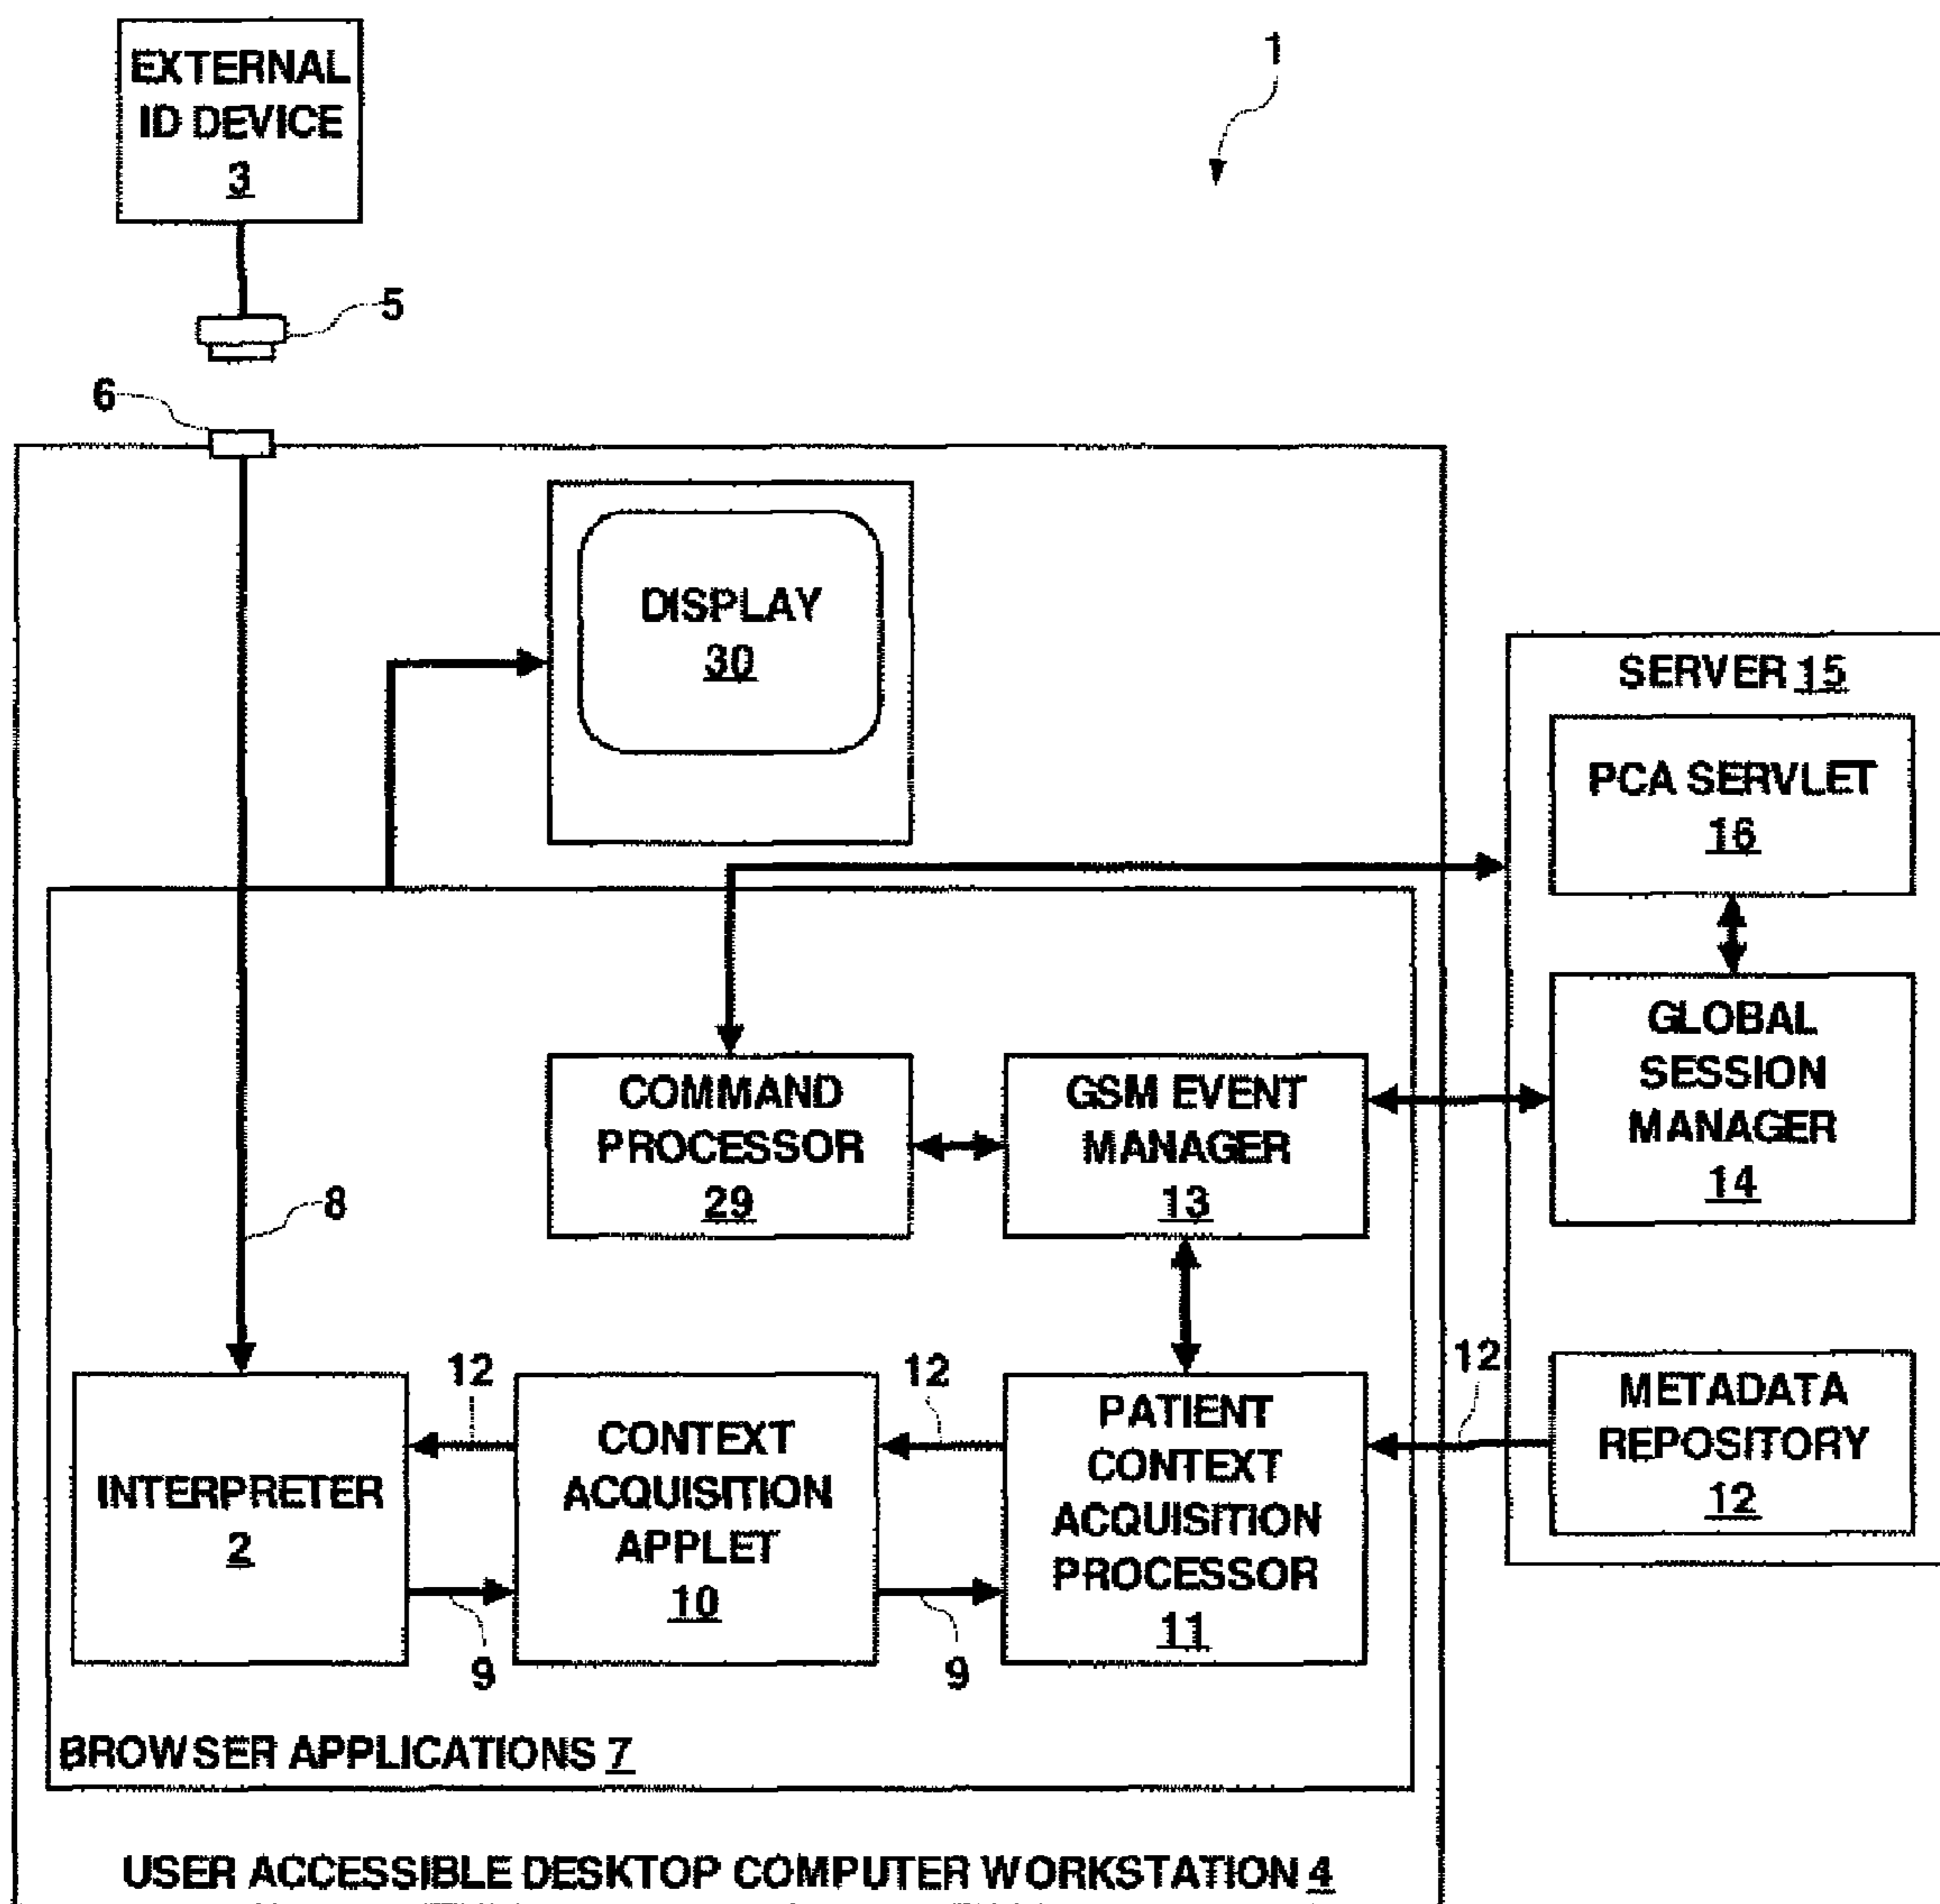 EXTERNAL
ID DEVICE
3
1
5
6
DISPLAY
30
SERVER 15
PCA SERVLET
16
GLOBAL
SESSION
MANAGER
14
COMMAND
PROCESSOR
29
GSM EVENT
MANAGER
13
8
12
12
12
INTERPRETER
2
CONTEXT
ACQUISITION
APPLET
10
PATIENT
CONTEXT
ACQUISITION
PROCESSOR
11
METADATA
REPOSITORY
12
9
9
BROWSER APPLICATIONS 7
USER ACCESSIBLE DESKTOP COMPUTER WORKSTATION 4